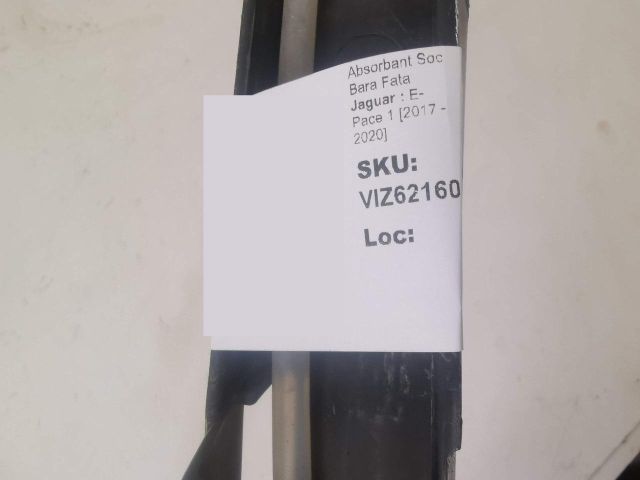 Absorbant Soc
Bara Fata
Jaguar : E-
Pace 1 [2017 -
2020]
SKU:
VIZ62160
Loc: